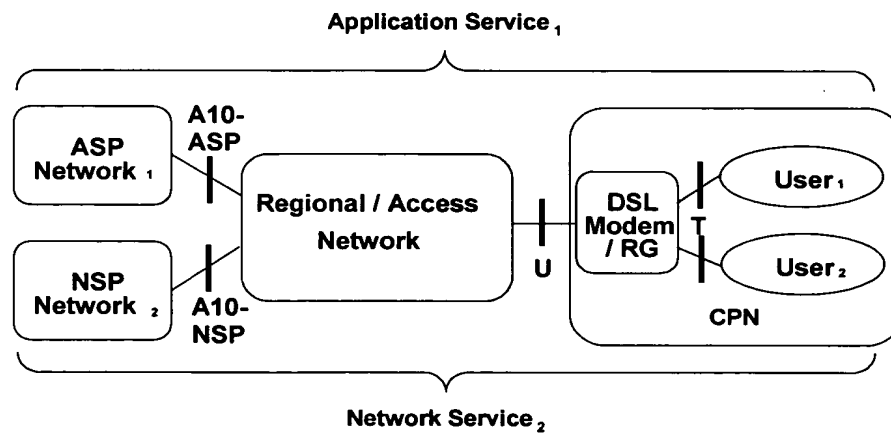 Application Service 1
ASP
Network 1
A10-
ASP
Regional / Access
Network
NSP
Network 2
A10-
NSP
U
DSL
Modem
/ RG
T
User 1
User 2
CPN
Network Service 2